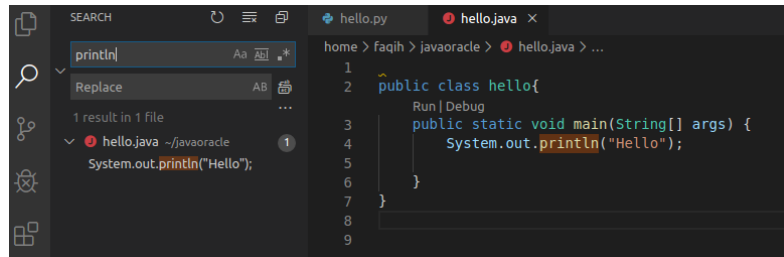 SEARCH
println
Aa Abl .*
Replace
AB
1 result in 1 file
hello.java ~/javaoracle 1
System.out.println("Hello");
hello.py hello.java
home > faqih > javaoracle > hello.java > ...
1
2 public class hello{
Run | Debug
3 public static void main(String[] args) {
4 System.out.println("Hello");
5
6 }
7 }
8
9